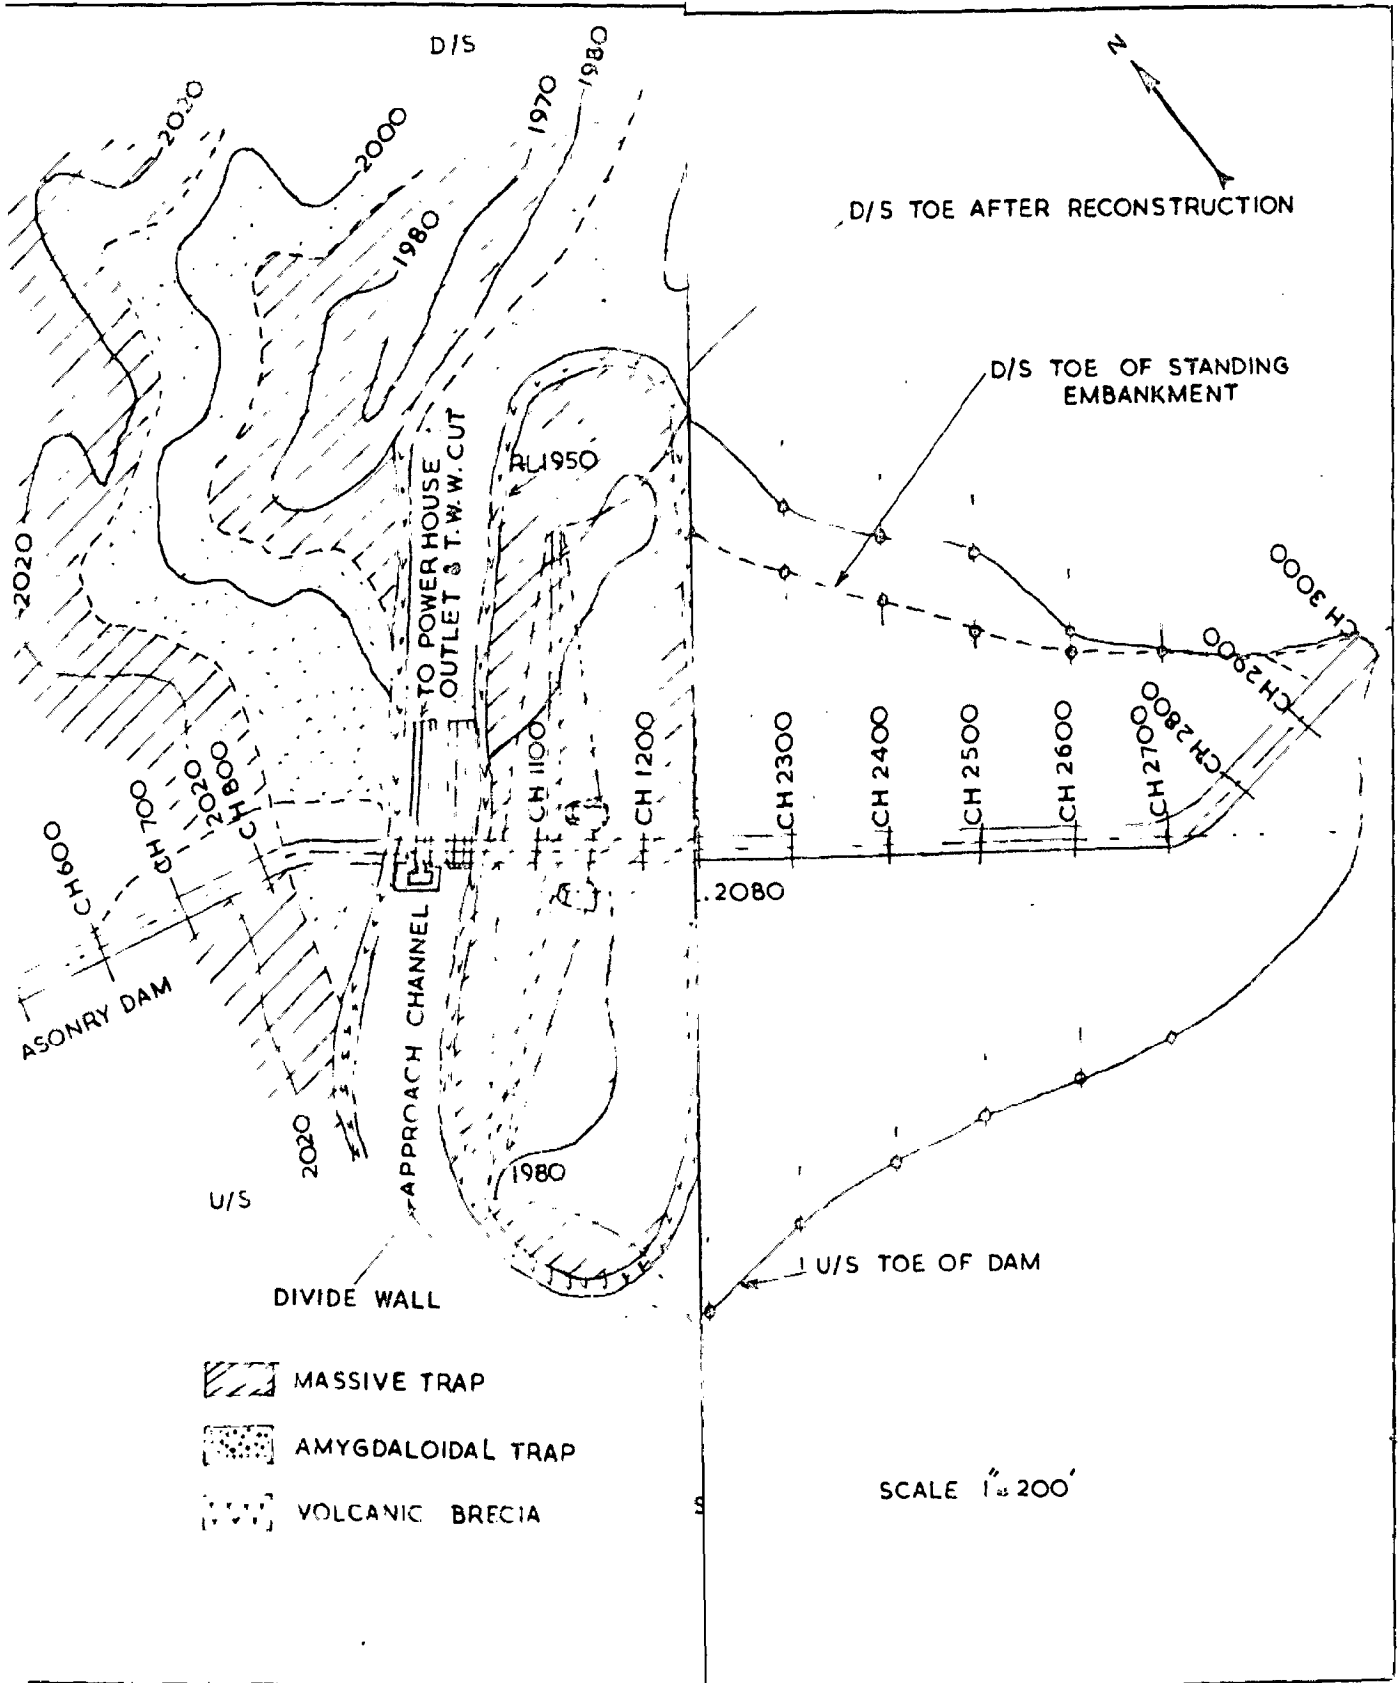 D/S
N
2020
2000
1970
1980
1980
D/S TOE AFTER RECONSTRUCTION
D/S TOE OF STANDING
EMBANKMENT
RL1950
TO POWER HOUSE
OUTLET & T.W.W. CUT
2020
CH 600
CH 700
2020
CH 800
CH 1100
CH 1200
CH 2300
CH 2400
CH 2500
CH 2600
CH 2700
CH 2800
CH 2900
CH 3000
2080
ASONRY DAM
APPROACH CHANNEL
2020
1980
U/S
U/S TOE OF DAM
DIVIDE WALL
MASSIVE TRAP
AMYGDALOIDAL TRAP
VOLCANIC BRECIA
SCALE 1"=200'
S